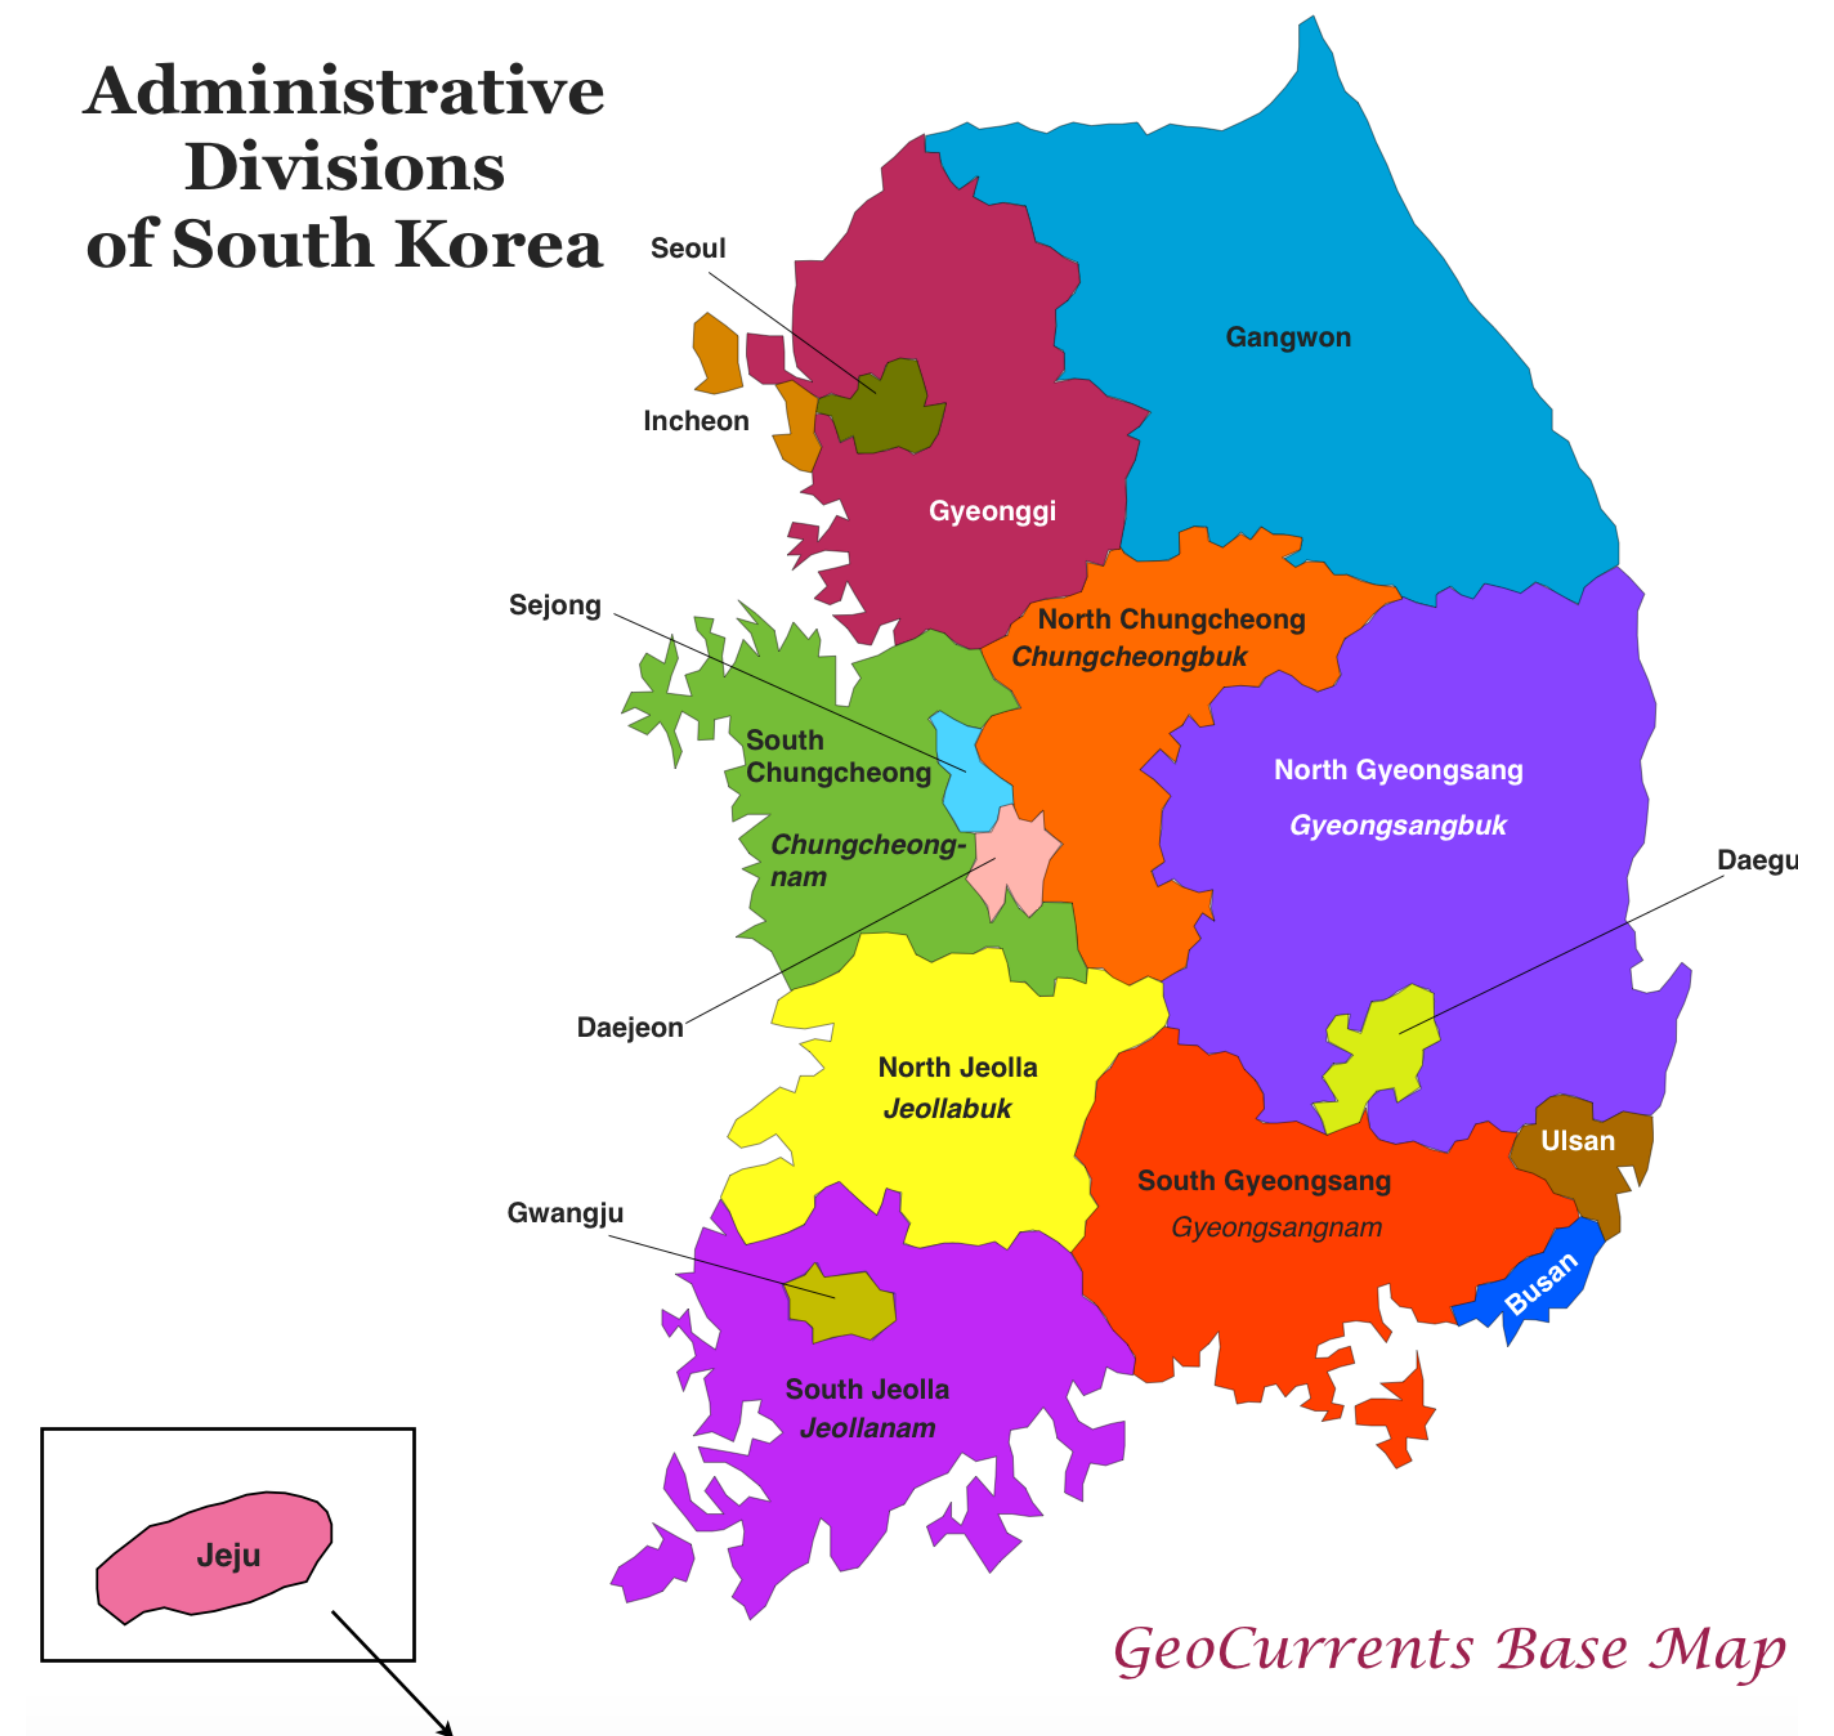 Administrative
Divisions
of South Korea
Seoul
Gangwon
Incheon
Gyeonggi
Sejong
North Chungcheong
Chungcheongbuk
South
Chungcheong
North Gyeongsang
Gyeongsangbuk
Chungcheong-
nam
Daegu
Daejeon
North Jeolla
Jeollabuk
Ulsan
South Gyeongsang
Gyeongsangnam
Gwangju
Busan
South Jeolla
Jeollanam
Jeju
GeoCurrents Base Map